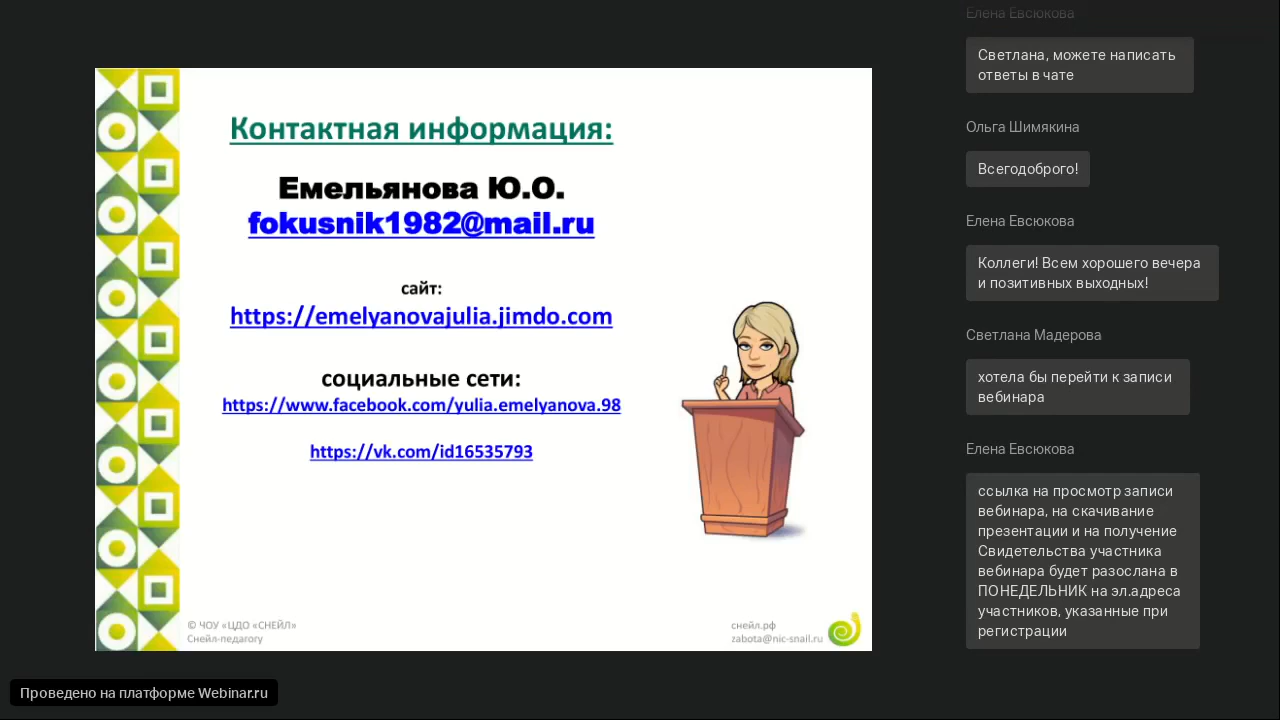 Контактная информация:
Емельянова Ю.О.
fokusnik1982@mail.ru
сайт:
https://emelyanovajulia.jimdo.com
социальные сети:
https://www.facebook.com/yulia.emelyanova.98
https://vk.com/id16535793
© ЧОУ «ЦДО «СНЕЙЛ»
Снейл-педагогу
снейл.рф
zabota@nic-snail.ru
Проведено на платформе Webinar.ru
Елена Евсюкова
Светлана, можете написать
ответы в чате
Ольга Шимякина
Всегодоброго!
Елена Евсюкова
Коллеги! Всем хорошего вечера
и позитивных выходных!
Светлана Мадерова
хотела бы перейти к записи
вебинара
Елена Евсюкова
ссылка на просмотр записи
вебинара, на скачивание
презентации и на получение
Свидетельства участника
вебинара будет разослана в
ПОНЕДЕЛЬНИК на эл.адреса
участников, указанные при
регистрации